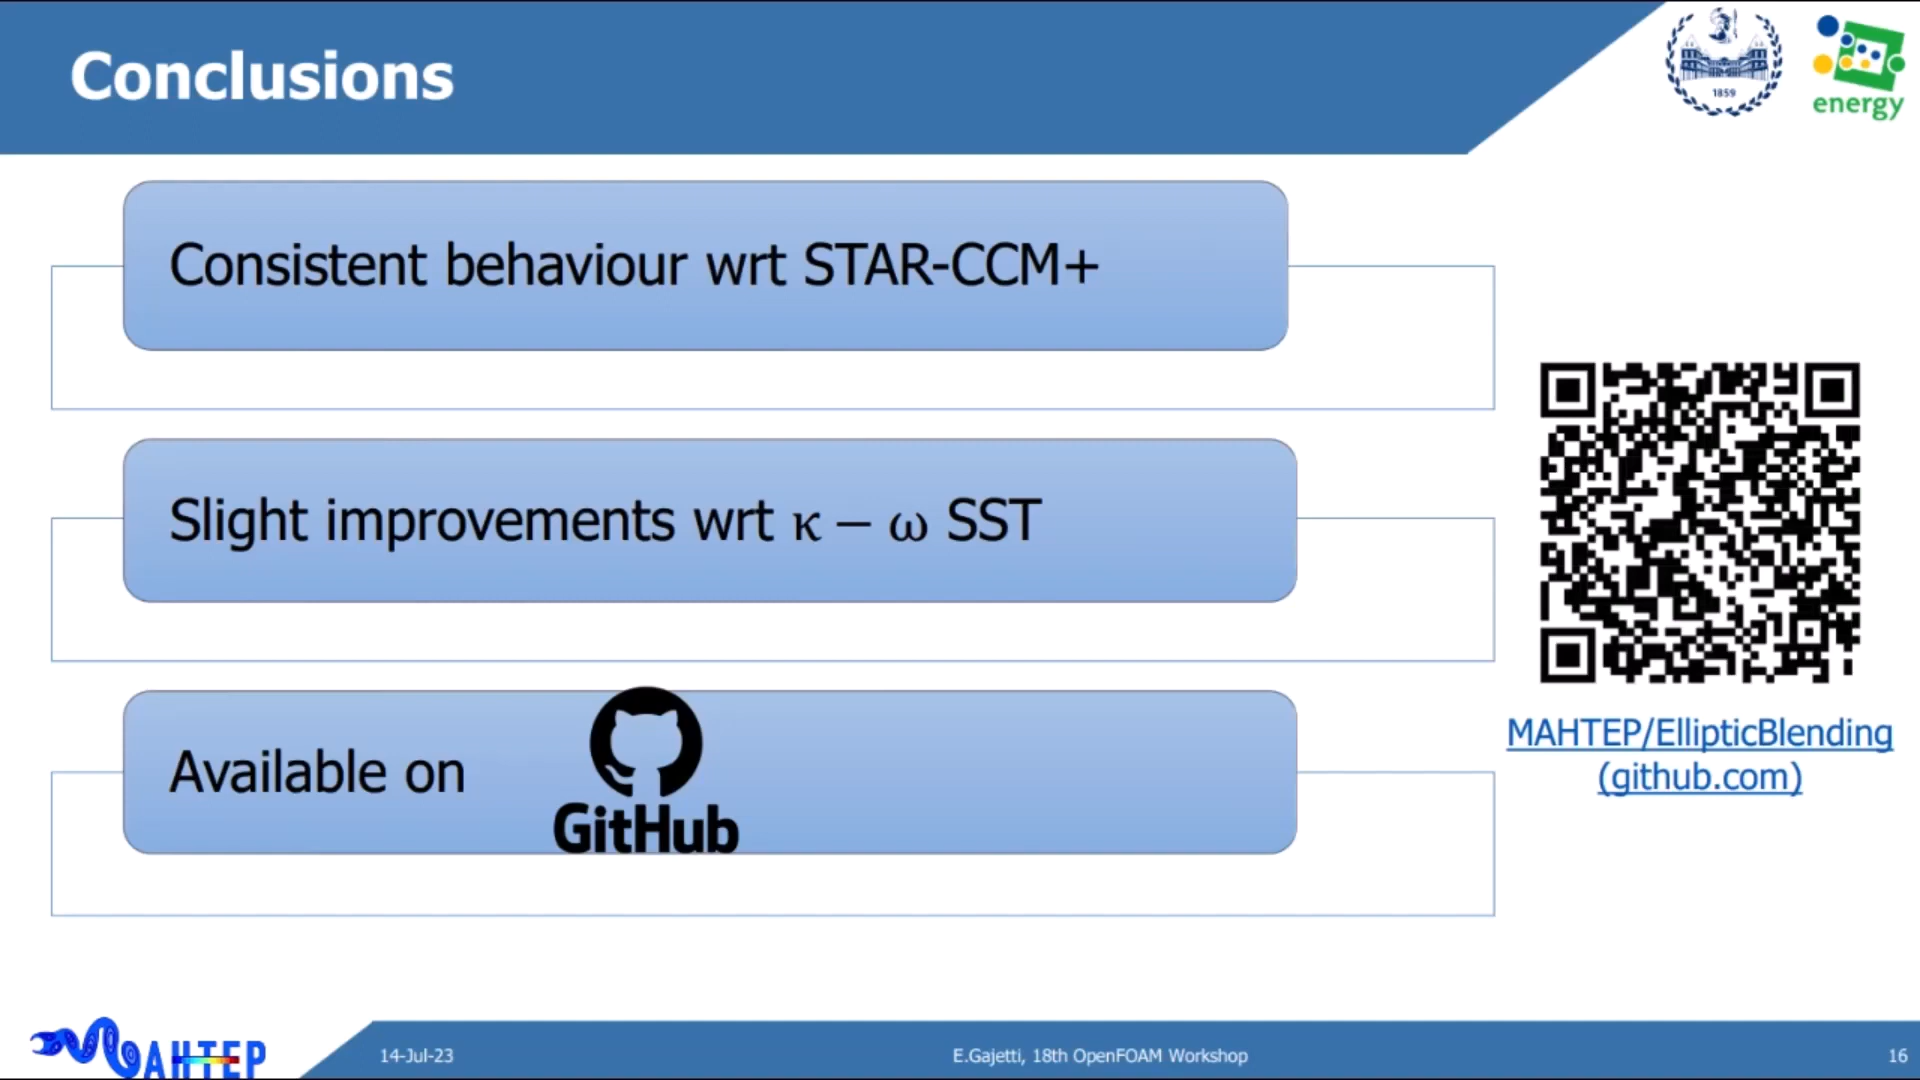 Conclusions
1859
energy
Consistent behaviour wrt STAR-CCM+
Slight improvements wrt κ – ω SST
Available on
GitHub
MAHTEP/EllipticBlending
(github.com)
MAHTEP
14-Jul-23
E.Gajetti, 18th OpenFOAM Workshop
16